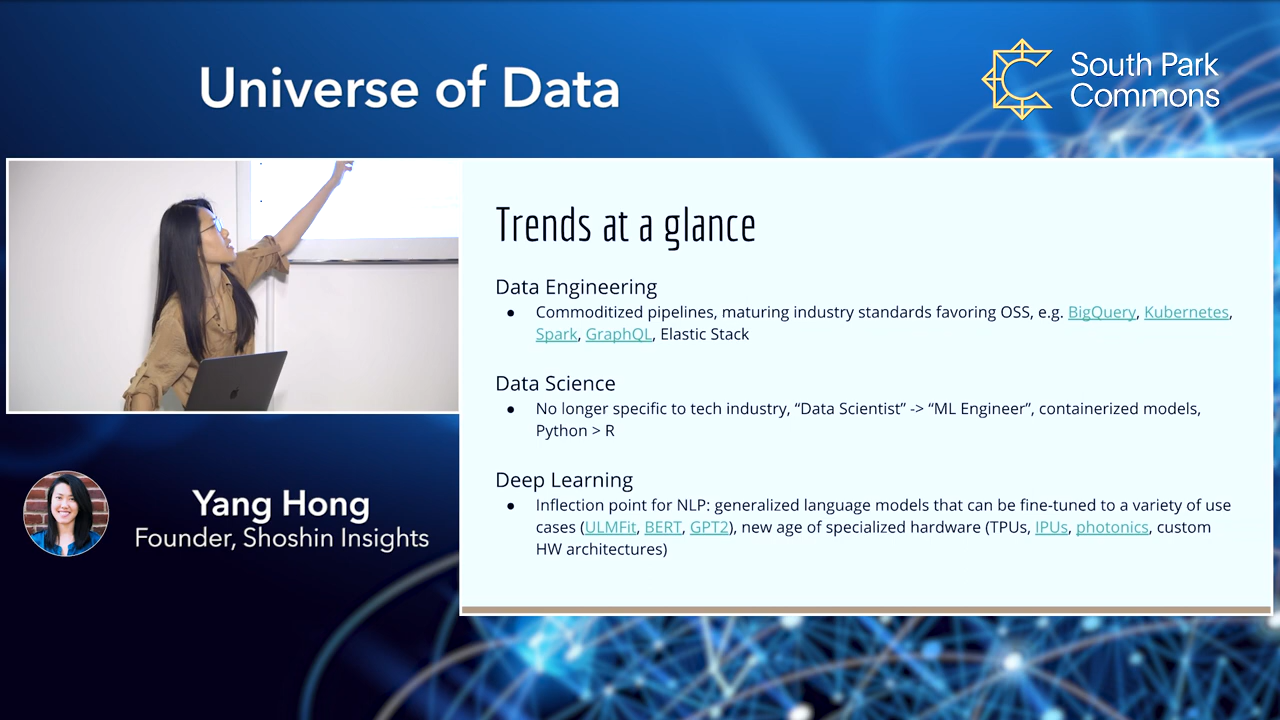 Universe of Data
South Park
Commons
Trends at a glance
Data Engineering
● Commoditized pipelines, maturing industry standards favoring OSS, e.g. BigQuery, Kubernetes,
Spark, GraphQL, Elastic Stack
Data Science
● No longer specific to tech industry, “Data Scientist” -> “ML Engineer”, containerized models,
Python > R
Deep Learning
● Inflection point for NLP: generalized language models that can be fine-tuned to a variety of use
cases (ULMFit, BERT, GPT2), new age of specialized hardware (TPUs, IPUs, photonics, custom
HW architectures)
Yang Hong
Founder, Shoshin Insights